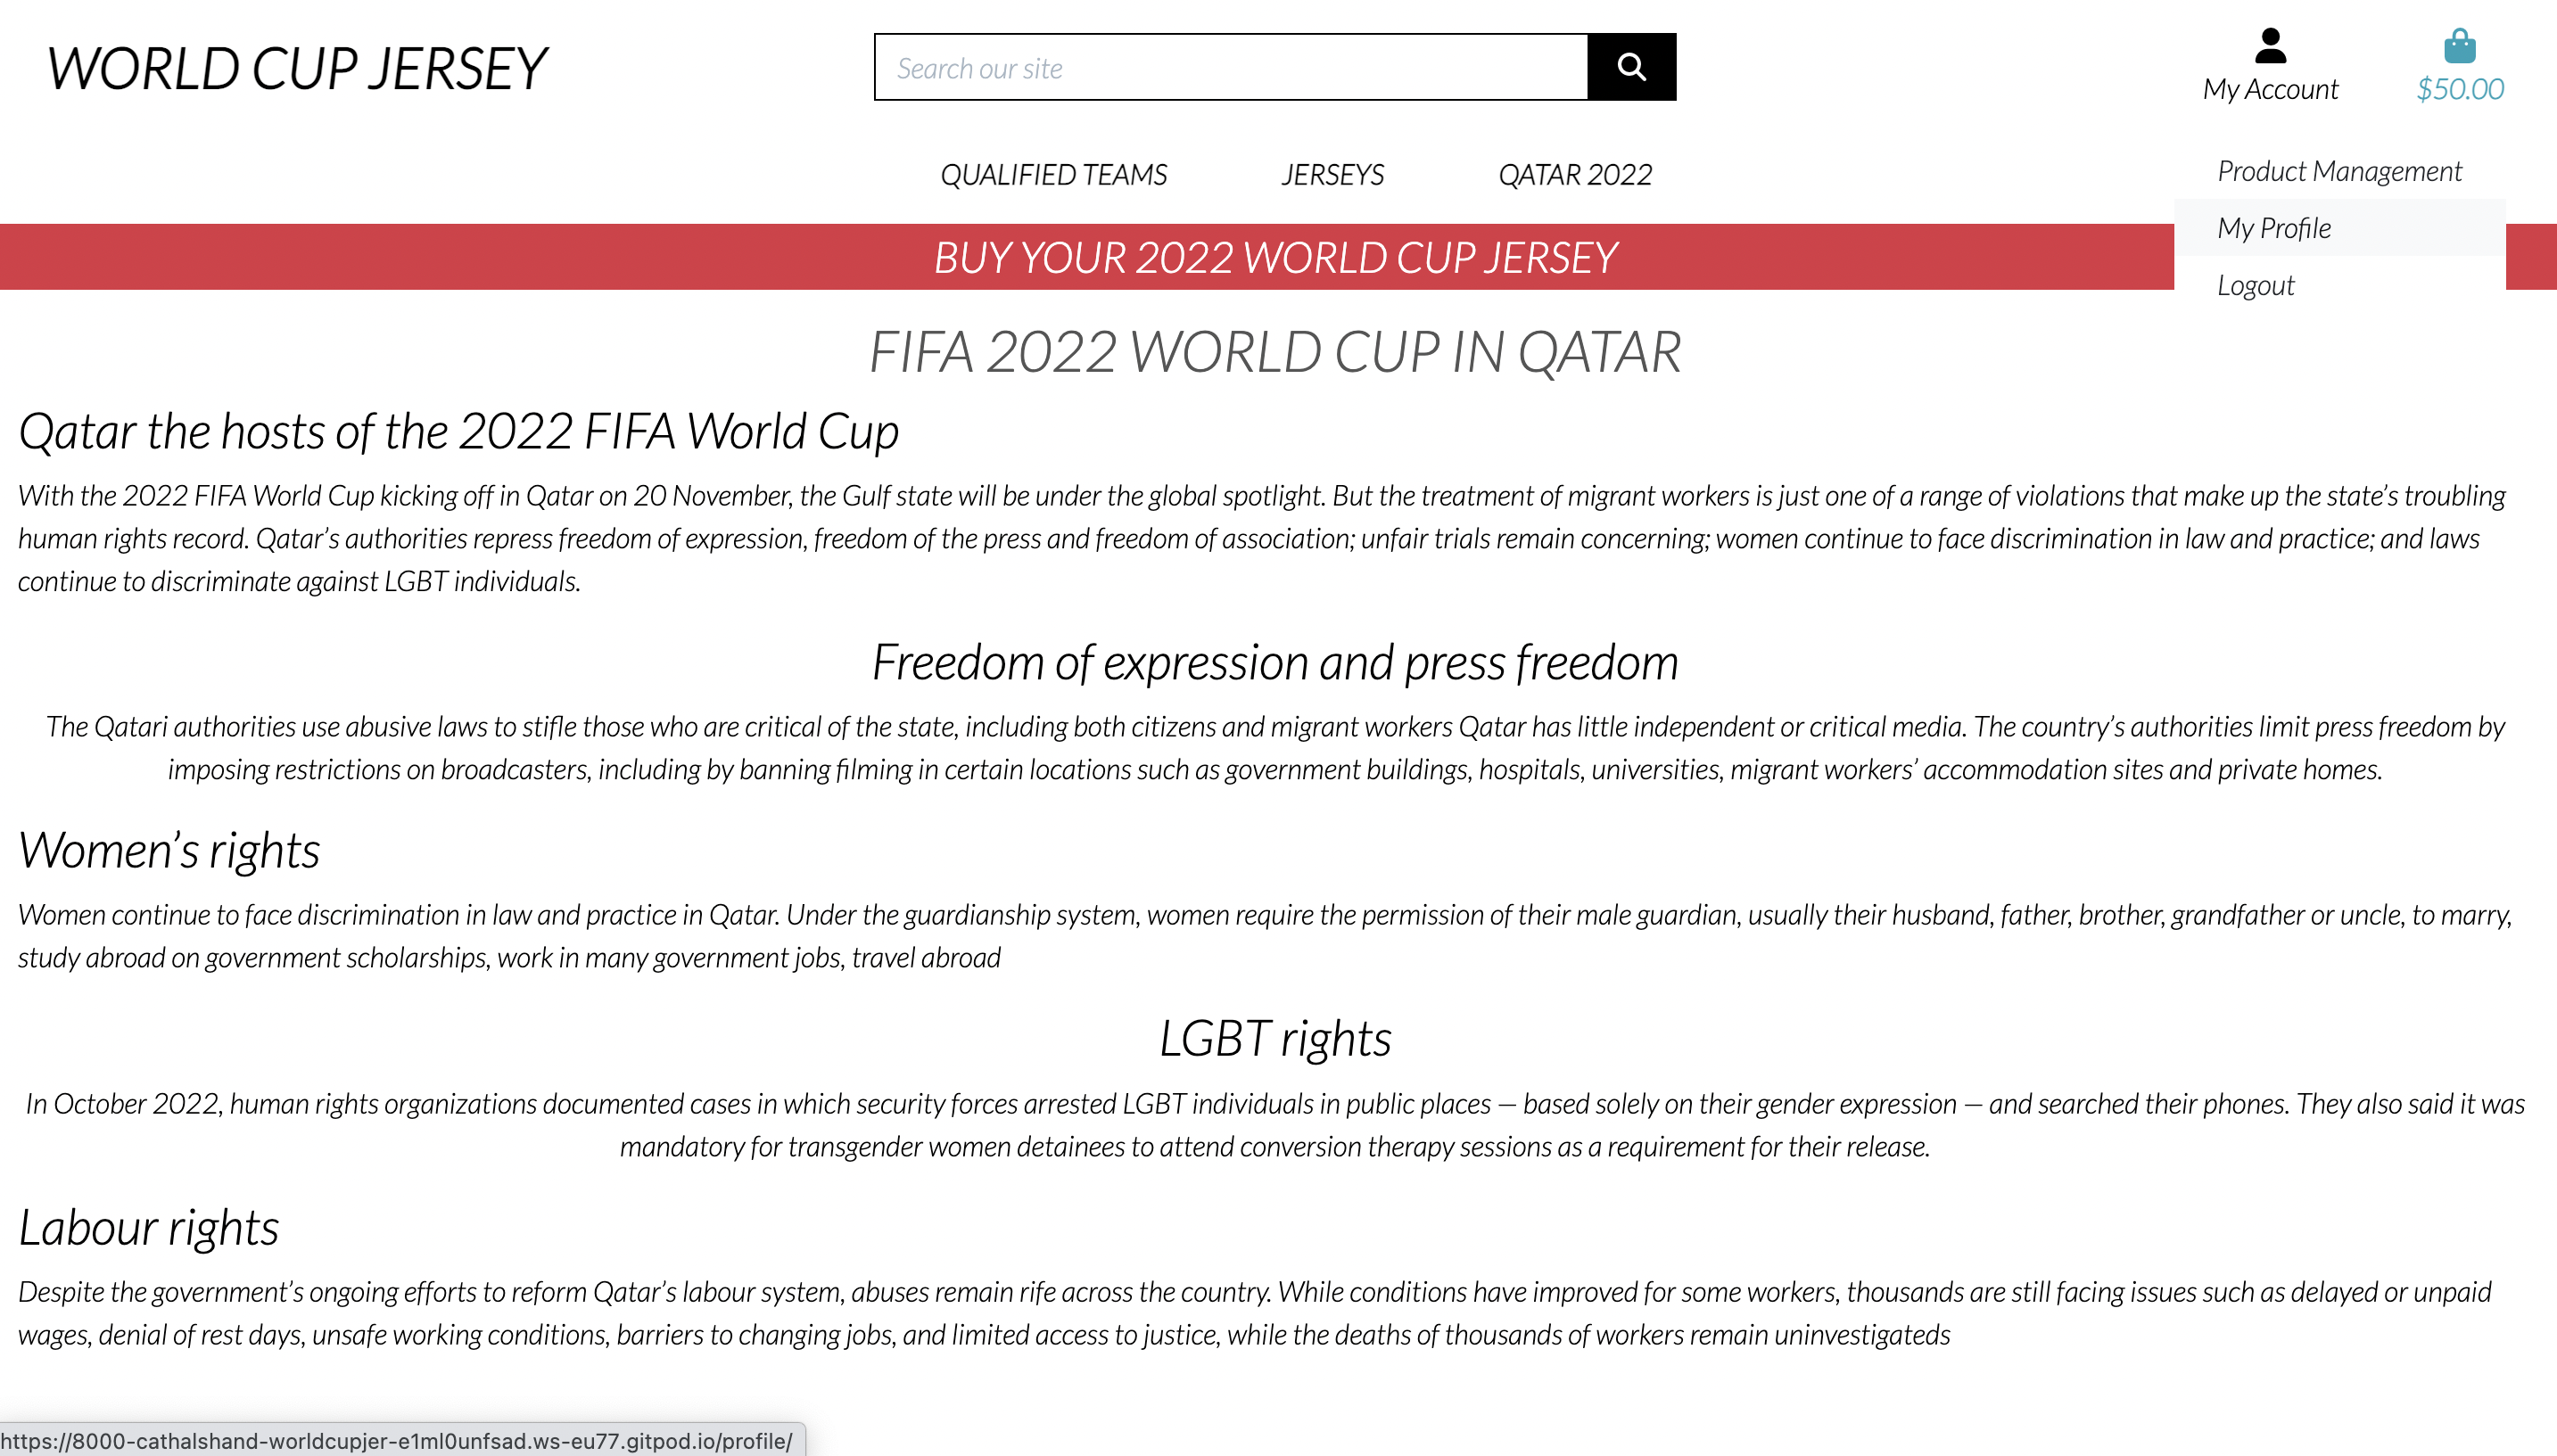 WORLD CUP JERSEY
Search our site
My Account
$50.00
QUALIFIED TEAMS
JERSEYS
QATAR 2022
Product Management
My Profile
Logout
BUY YOUR 2022 WORLD CUP JERSEY
FIFA 2022 WORLD CUP IN QATAR
Qatar the hosts of the 2022 FIFA World Cup
With the 2022 FIFA World Cup kicking off in Qatar on 20 November, the Gulf state will be under the global spotlight. But the treatment of migrant workers is just one of a range of violations that make up the state’s troubling
human rights record. Qatar’s authorities repress freedom of expression, freedom of the press and freedom of association; unfair trials remain concerning; women continue to face discrimination in law and practice; and laws
continue to discriminate against LGBT individuals.
Freedom of expression and press freedom
The Qatari authorities use abusive laws to stifle those who are critical of the state, including both citizens and migrant workers Qatar has little independent or critical media. The country’s authorities limit press freedom by
imposing restrictions on broadcasters, including by banning filming in certain locations such as government buildings, hospitals, universities, migrant workers’ accommodation sites and private homes.
Women’s rights
Women continue to face discrimination in law and practice in Qatar. Under the guardianship system, women require the permission of their male guardian, usually their husband, father, brother, grandfather or uncle, to marry,
study abroad on government scholarships, work in many government jobs, travel abroad
LGBT rights
In October 2022, human rights organizations documented cases in which security forces arrested LGBT individuals in public places — based solely on their gender expression — and searched their phones. They also said it was
mandatory for transgender women detainees to attend conversion therapy sessions as a requirement for their release.
Labour rights
Despite the government’s ongoing efforts to reform Qatar’s labour system, abuses remain rife across the country. While conditions have improved for some workers, thousands are still facing issues such as delayed or unpaid
wages, denial of rest days, unsafe working conditions, barriers to changing jobs, and limited access to justice, while the deaths of thousands of workers remain uninvestigateds
https://8000-cathalshand-worldcupjer-e1ml0unfsad.ws-eu77.gitpod.io/profile/